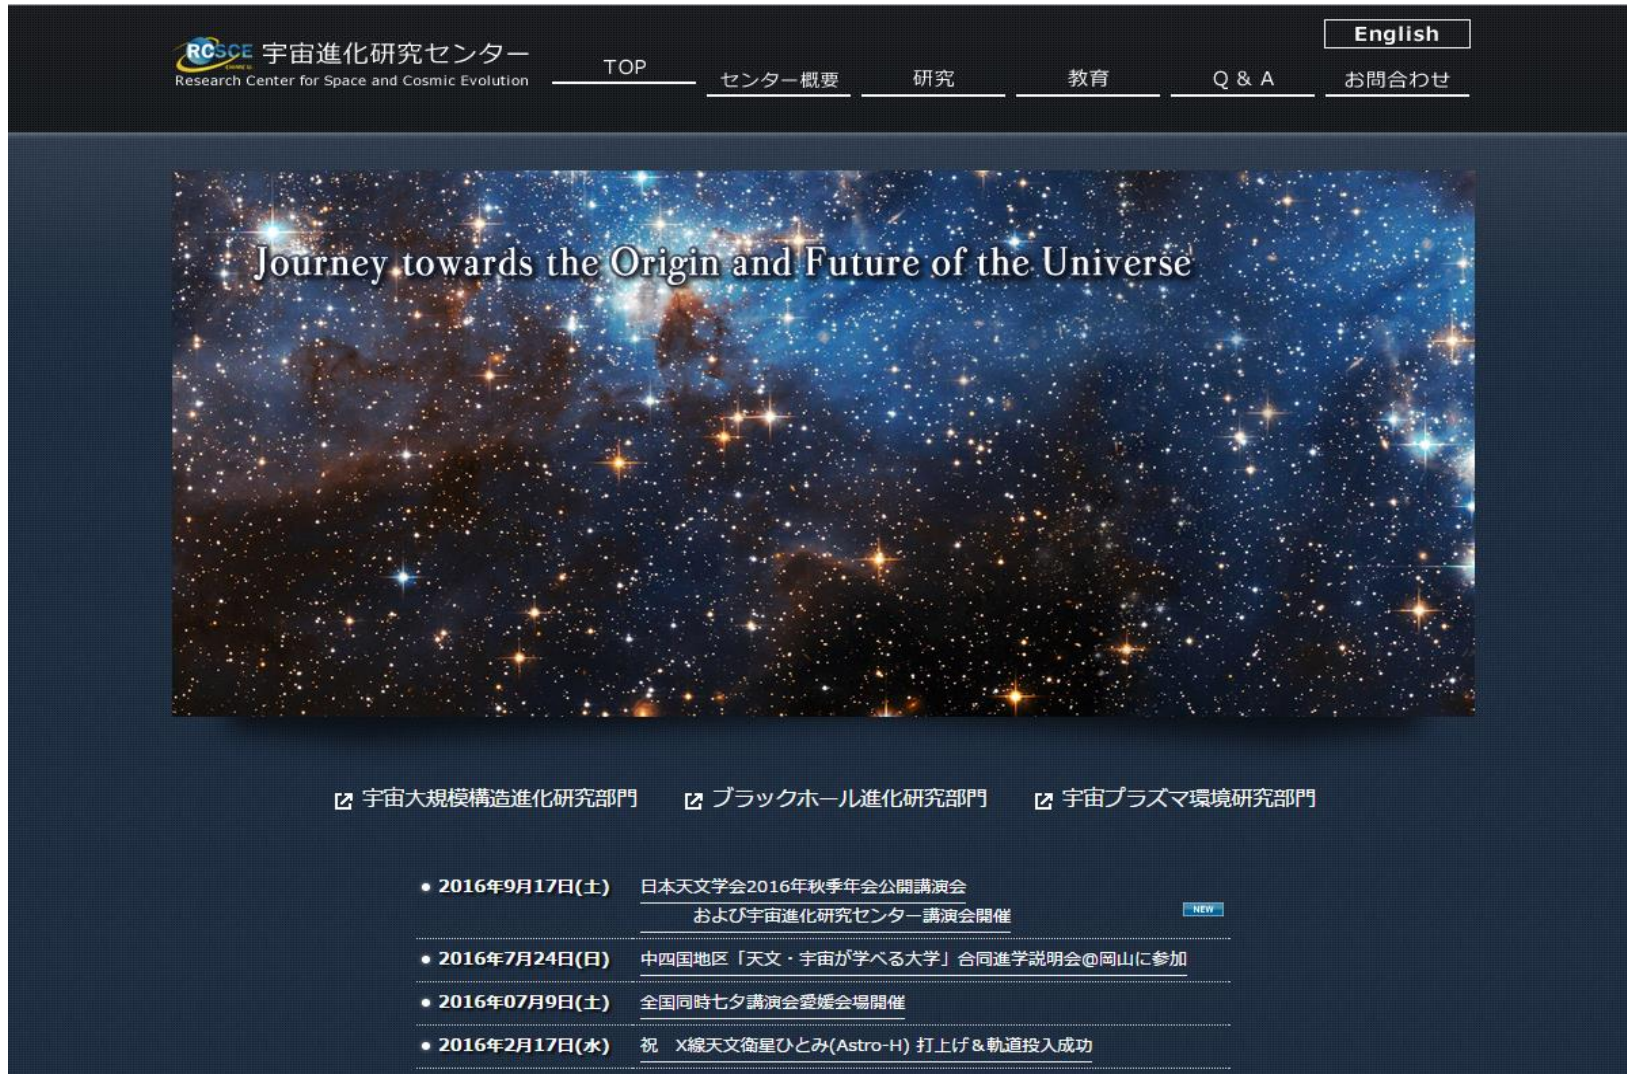 English
RCSCE 宇宙進化研究センター
Research Center for Space and Cosmic Evolution
TOP
センター概要
研究
教育
Q & A
お問合わせ
Journey towards the Origin and Future of the Universe
宇宙大規模構造進化研究部門
ブラックホール進化研究部門
宇宙プラズマ環境研究部門
• 2016年9月17日(土) 日本天文学会2016年秋季年会公開講演会
および宇宙進化研究センター講演会開催 NEW
• 2016年7月24日(日) 中四国地区「天文・宇宙が学べる大学」合同進学説明会@岡山に参加
• 2016年07月9日(土) 全国同時七夕講演会愛媛会場開催
• 2016年2月17日(水) 祝　X線天文衛星ひとみ(Astro-H) 打上げ&軌道投入成功